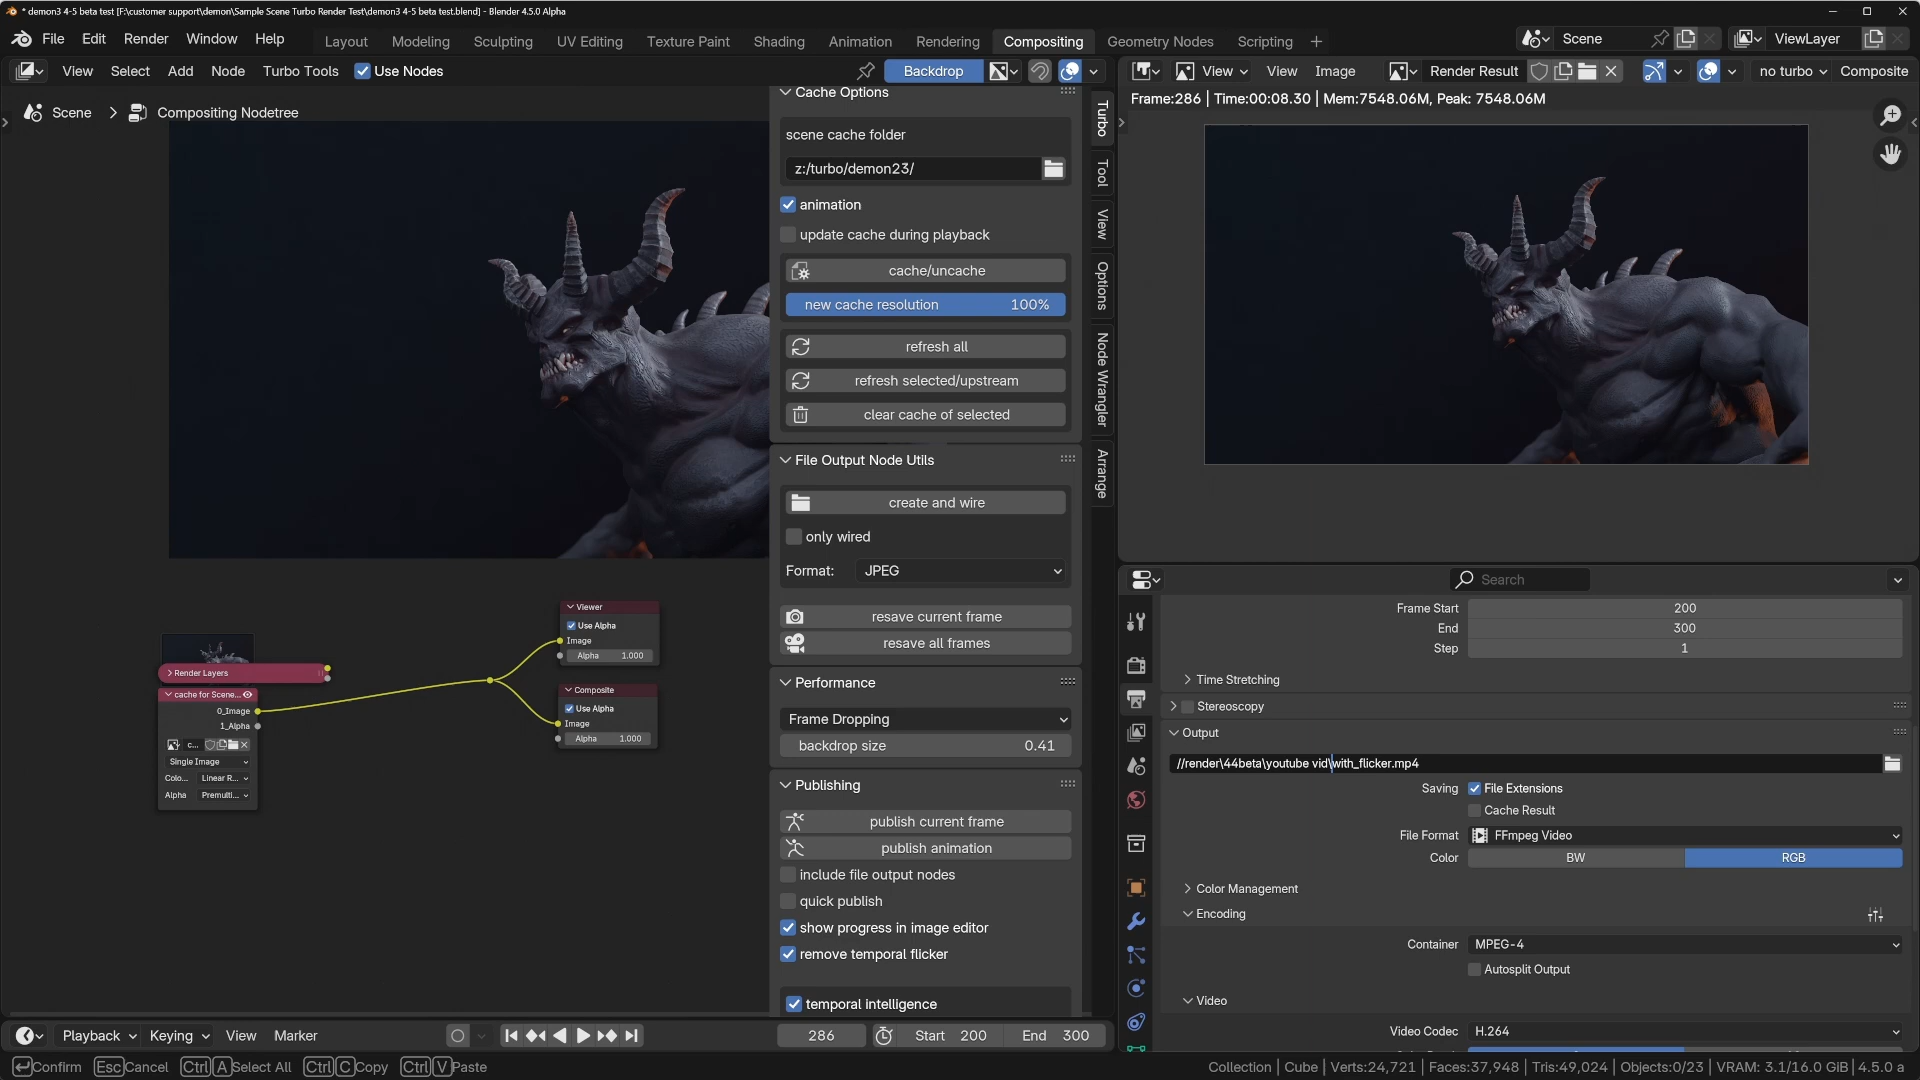 * demon3 4-5 beta test [F:\customer support\demon\Sample Scene Turbo Render Test\demon3 4-5 beta test.blend] - Blender 4.5.0 Alpha
File Edit Render Window Help
Layout Modeling Sculpting UV Editing Texture Paint Shading Animation Rendering Compositing Geometry Nodes Scripting +
Scene
ViewLayer
View Select Add Node Turbo Tools Use Nodes
Backdrop
View View Image Render Result no turbo Composite
Scene > Compositing Nodetree
Frame:286 | Time:00:08.30 | Mem:7548.06M, Peak: 7548.06M
Cache Options
scene cache folder
z:/turbo/demon23/
animation
update cache during playback
cache/uncache
new cache resolution 100%
refresh all
refresh selected/upstream
clear cache of selected
File Output Node Utils
create and wire
only wired
Format: JPEG
resave current frame
resave all frames
Performance
Frame Dropping
backdrop size 0.41
Publishing
publish current frame
publish animation
include file output nodes
quick publish
show progress in image editor
remove temporal flicker
temporal intelligence
Turbo
Tool
View
Options
Node Wrangler
Arrange
Render Layers
cache for Scene...
0_Image
1_Alpha
c...
Single Image
Colo... Linear R...
Alpha Premulti...
Viewer
Use Alpha
Image
Alpha 1.000
Composite
Use Alpha
Image
Alpha 1.000
Search
Frame Start 200
End 300
Step 1
Time Stretching
Stereoscopy
Output
//render\44beta\youtube vid\with_flicker.mp4
Saving File Extensions
Cache Result
File Format FFmpeg Video
Color BW RGB
Color Management
Encoding
Container MPEG-4
Autosplit Output
Video
Video Codec H.264
Playback Keying View Marker
286
Start 200 End 300
Confirm Esc Cancel Ctrl A Select All Ctrl C Copy Ctrl V Paste
Collection | Cube | Verts:24,721 | Faces:37,948 | Tris:49,024 | Objects:0/23 | VRAM: 3.1/16.0 GiB | 4.5.0 a